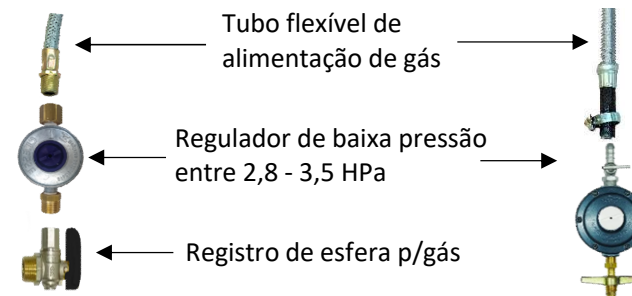 Tubo flexível de
alimentação de gás
Regulador de baixa pressão
entre 2,8 - 3,5 HPa
Registro de esfera p/gás